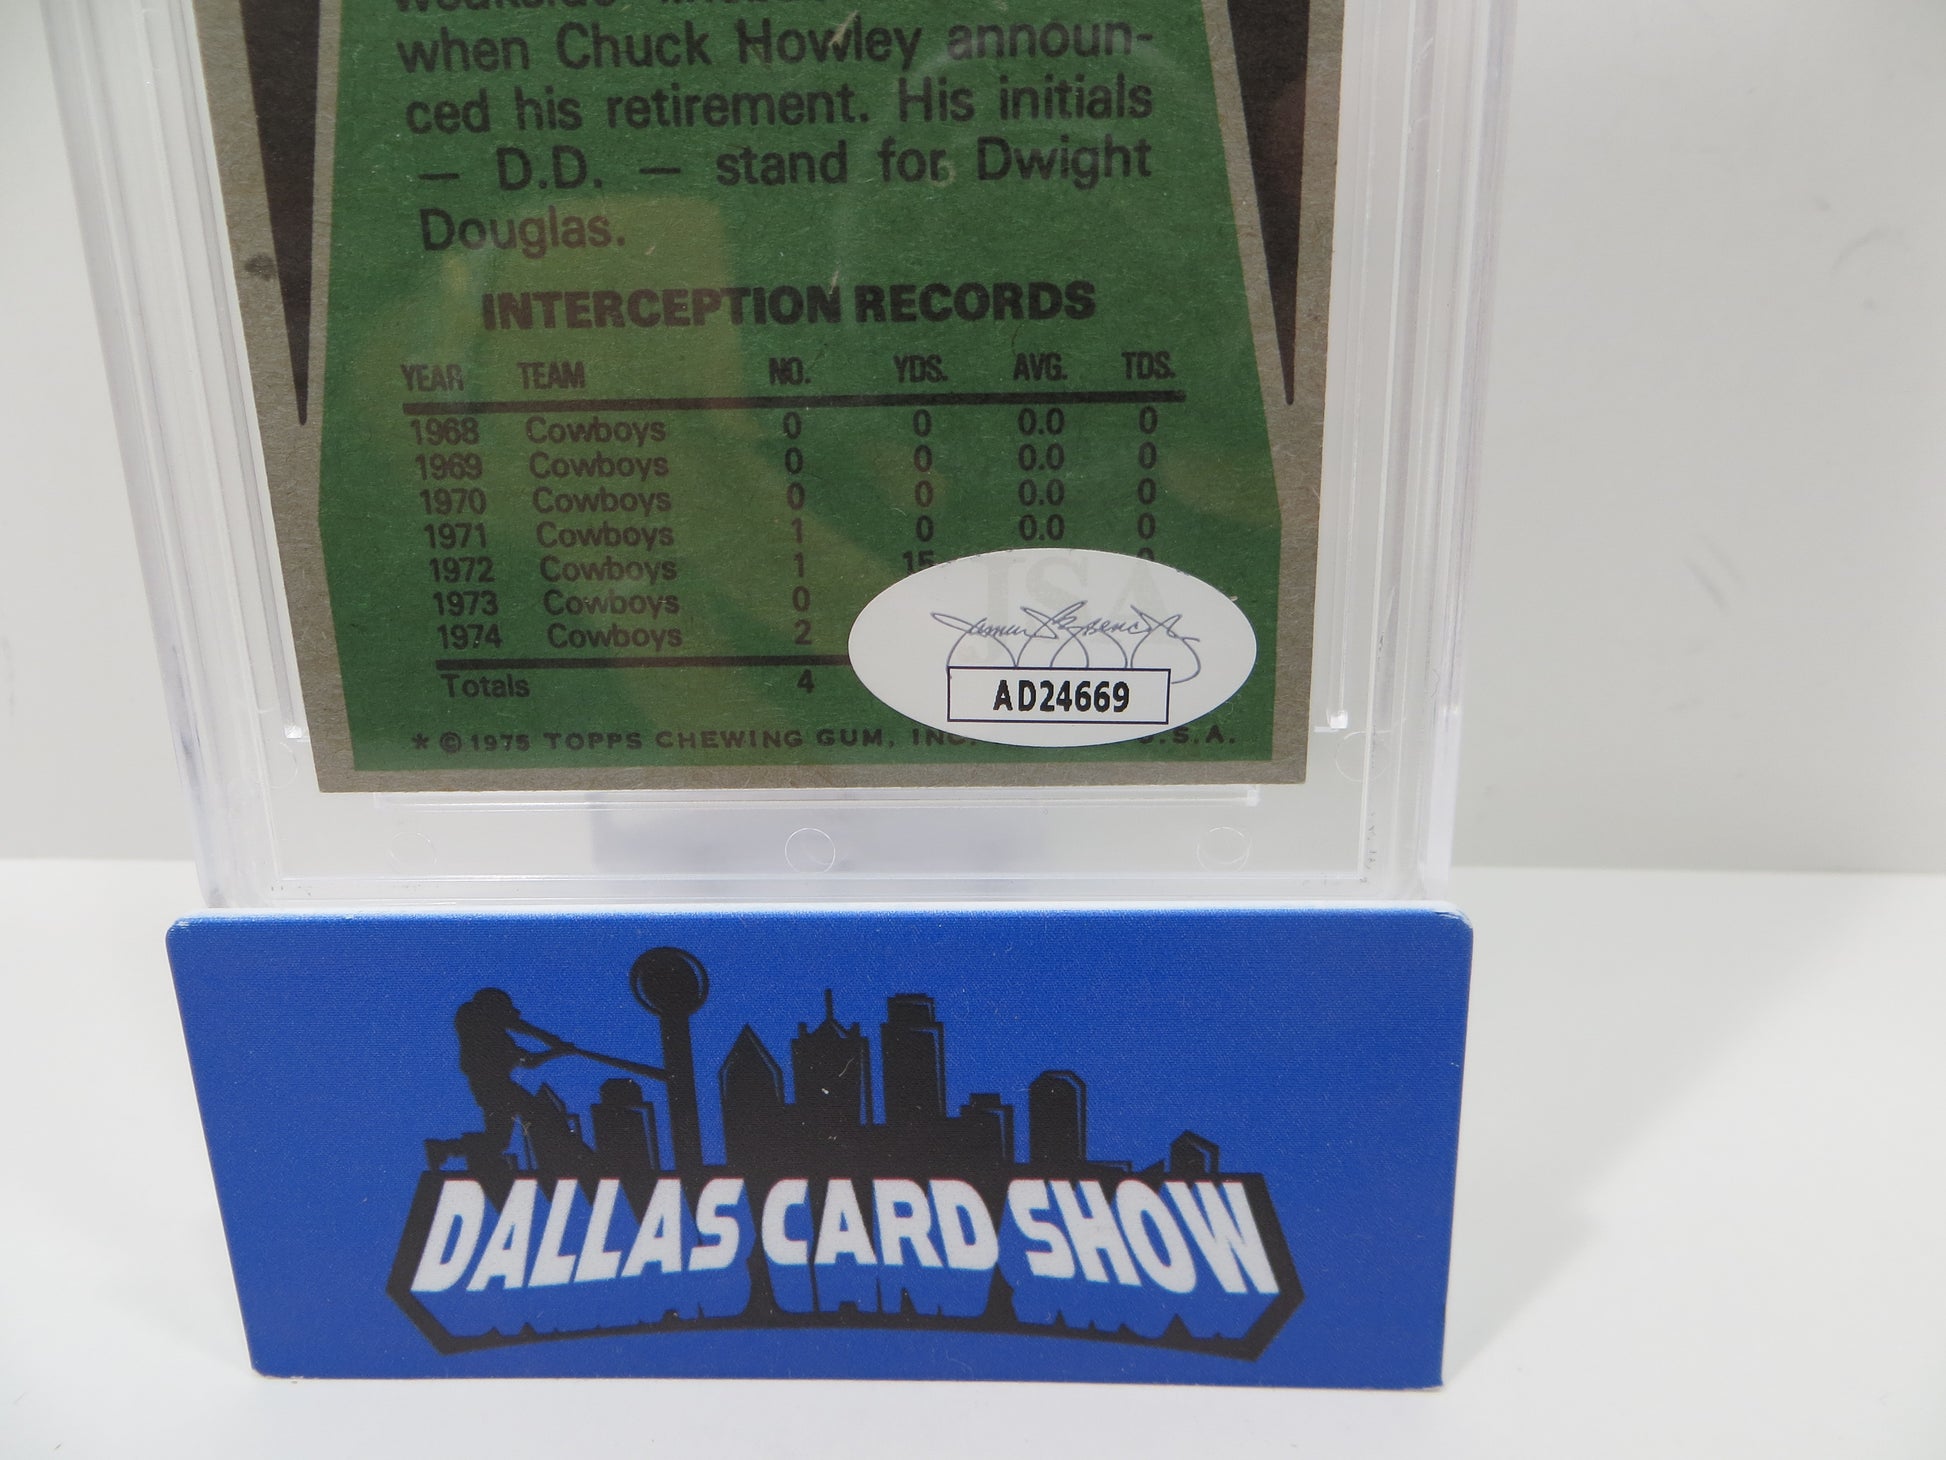 when Chuck Howley announ-
ced his retirement. His initials
— D.D. — stand for Dwight
Douglas.
INTERCEPTION RECORDS
YEAR TEAM NO. YDS. AVG. TDS.
1968 Cowboys 0 0 0.0 0
1969 Cowboys 0 0 0.0 0
1970 Cowboys 0 0 0.0 0
1971 Cowboys 1 0 0.0 0
1972 Cowboys 1 15
1973 Cowboys 0
1974 Cowboys 2
Totals 4
JSA
AD24669
* © 1975 TOPPS CHEWING GUM, INC. U.S.A.
DALLAS CARD SHOW